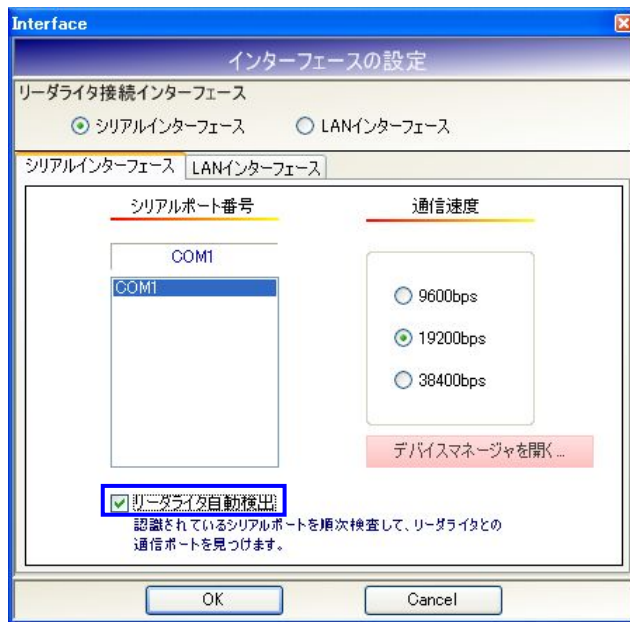 Interface
インターフェースの設定
リーダライタ接続インターフェース
シリアルインターフェース LANインターフェース
シリアルインターフェース LANインターフェース
シリアルポート番号
COM1
COM1
通信速度
9600bps
19200bps
38400bps
デバイスマネージャを開く...
リーダライタ自動検出
認識されているシリアルポートを順次検査して、リーダライタとの
通信ポートを見つけます。
OK Cancel